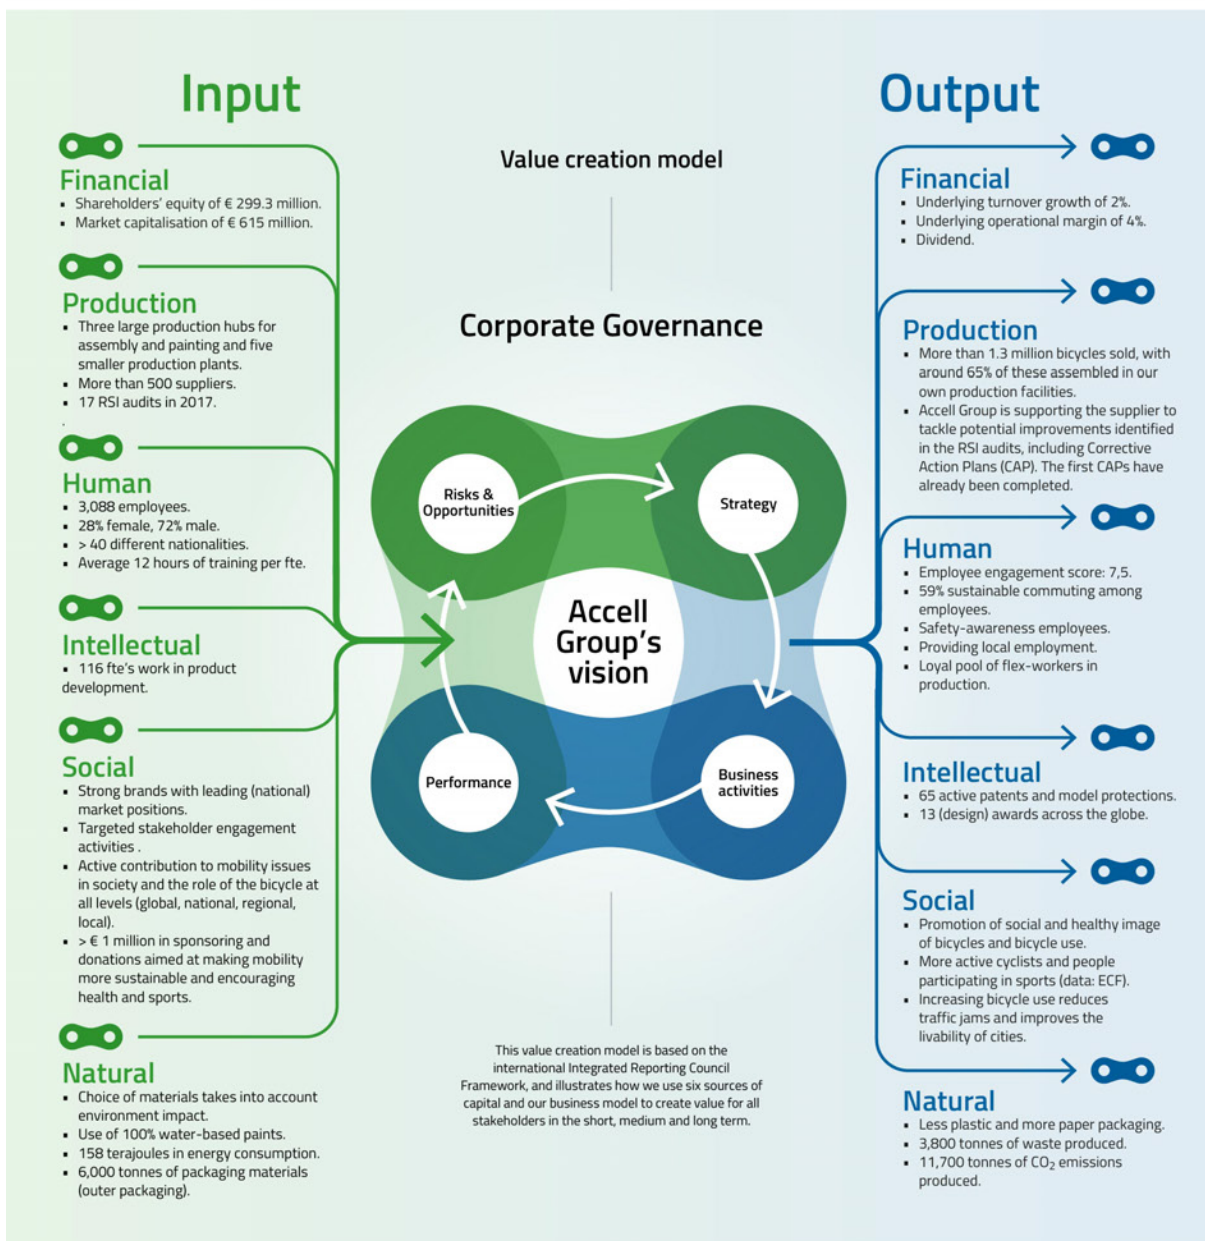 Input
Financial
▪ Shareholders' equity of € 299.3 million.
▪ Market capitalisation of € 615 million.
Production
▪ Three large production hubs for
assembly and painting and five
smaller production plants.
▪ More than 500 suppliers.
▪ 17 RSI audits in 2017.
.
Human
▪ 3,088 employees.
▪ 28% female, 72% male.
▪ > 40 different nationalities.
▪ Average 12 hours of training per fte.
Intellectual
▪ 116 fte's work in product
development.
Social
▪ Strong brands with leading (national)
market positions.
▪ Targeted stakeholder engagement
activities .
▪ Active contribution to mobility issues
in society and the role of the bicycle at
all levels (global, national, regional,
local).
▪ > € 1 million in sponsoring and
donations aimed at making mobility
more sustainable and encouraging
health and sports.
Natural
▪ Choice of materials takes into account
environment impact.
▪ Use of 100% water-based paints.
▪ 158 terajoules in energy consumption.
▪ 6,000 tonnes of packaging materials
(outer packaging).
Value creation model
Corporate Governance
Risks &
Opportunities
Strategy
Accell
Group's
vision
Performance
Business
activities
This value creation model is based on the
international Integrated Reporting Council
Framework, and illustrates how we use six sources of
capital and our business model to create value for all
stakeholders in the short, medium and long term.
Output
Financial
▪ Underlying turnover growth of 2%.
▪ Underlying operational margin of 4%.
▪ Dividend.
Production
▪ More than 1.3 million bicycles sold, with
around 65% of these assembled in our
own production facilities.
▪ Accell Group is supporting the supplier to
tackle potential improvements identified
in the RSI audits, including Corrective
Action Plans (CAP). The first CAPs have
already been completed.
Human
▪ Employee engagement score: 7,5.
▪ 59% sustainable commuting among
employees.
▪ Safety-awareness employees.
▪ Providing local employment.
▪ Loyal pool of flex-workers in
production.
Intellectual
▪ 65 active patents and model protections.
▪ 13 (design) awards across the globe.
Social
▪ Promotion of social and healthy image
of bicycles and bicycle use.
▪ More active cyclists and people
participating in sports (data: ECF).
▪ Increasing bicycle use reduces
traffic jams and improves the
livability of cities.
Natural
▪ Less plastic and more paper packaging.
▪ 3,800 tonnes of waste produced.
▪ 11,700 tonnes of CO₂ emissions
produced.